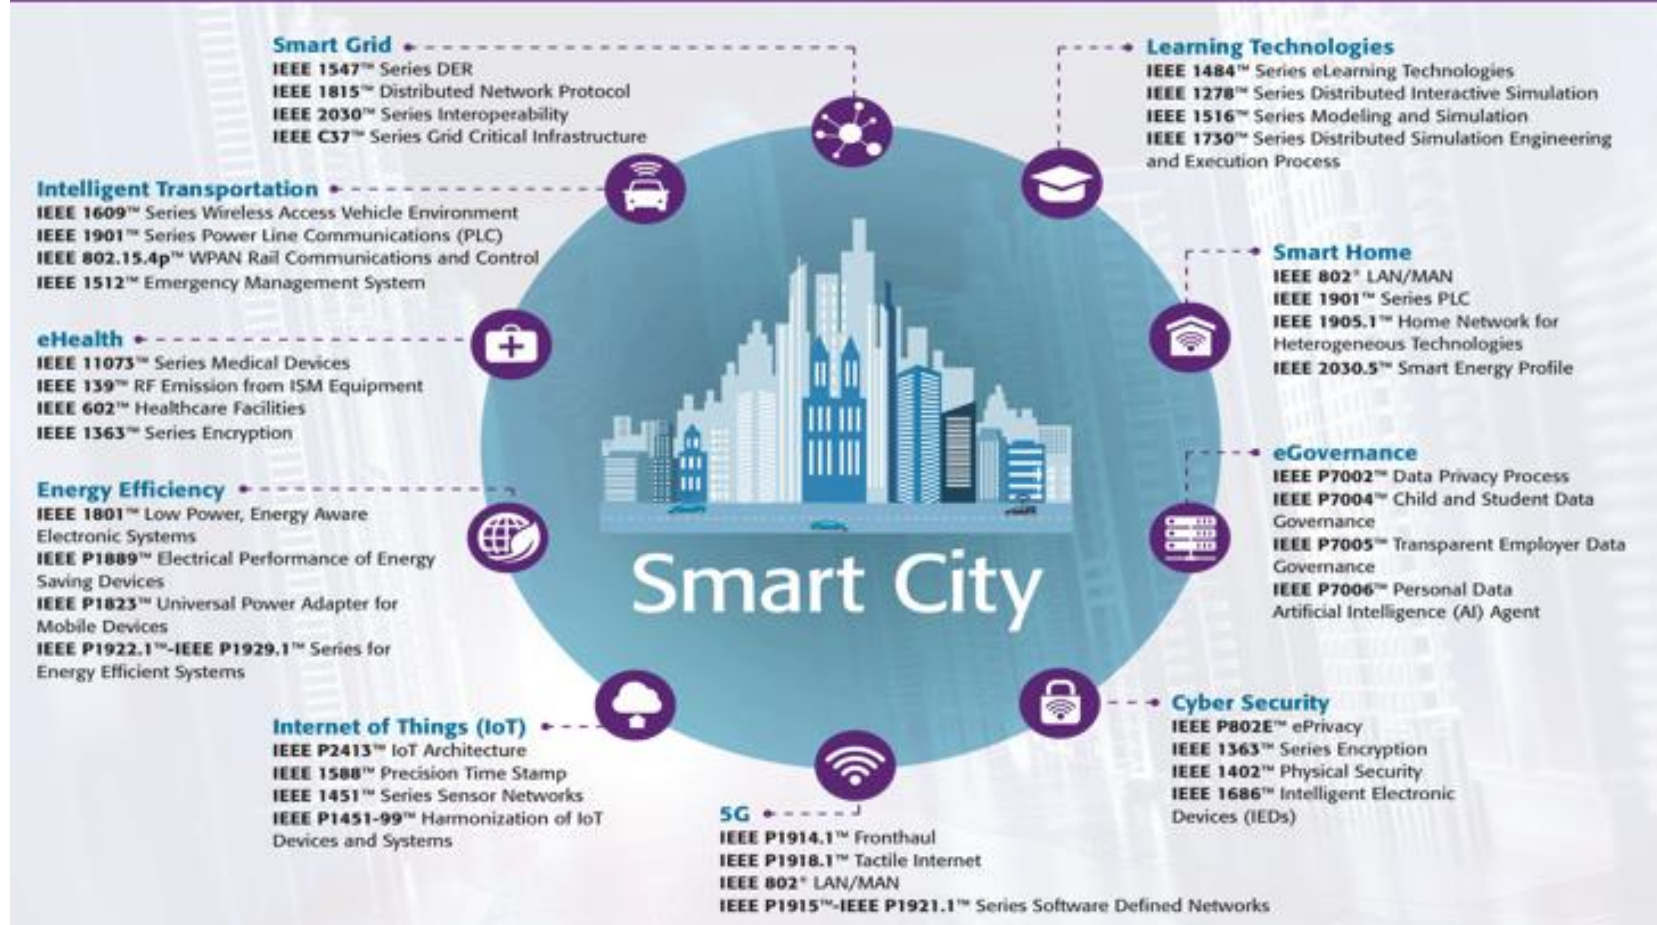 Smart Grid
IEEE 1547™ Series DER
IEEE 1815™ Distributed Network Protocol
IEEE 2030™ Series Interoperability
IEEE C37™ Series Grid Critical Infrastructure
Learning Technologies
IEEE 1484™ Series eLearning Technologies
IEEE 1278™ Series Distributed Interactive Simulation
IEEE 1516™ Series Modeling and Simulation
IEEE 1730™ Series Distributed Simulation Engineering
and Execution Process
Intelligent Transportation
IEEE 1609™ Series Wireless Access Vehicle Environment
IEEE 1901™ Series Power Line Communications (PLC)
IEEE 802.15.4p™ WPAN Rail Communications and Control
IEEE 1512™ Emergency Management System
Smart Home
IEEE 802® LAN/MAN
IEEE 1901™ Series PLC
IEEE 1905.1™ Home Network for
Heterogeneous Technologies
IEEE 2030.5™ Smart Energy Profile
eHealth
IEEE 11073™ Series Medical Devices
IEEE 139™ RF Emission from ISM Equipment
IEEE 602™ Healthcare Facilities
IEEE 1363™ Series Encryption
eGovernance
IEEE P7002™ Data Privacy Process
IEEE P7004™ Child and Student Data
Governance
IEEE P7005™ Transparent Employer Data
Governance
IEEE P7006™ Personal Data
Artificial Intelligence (AI) Agent
Energy Efficiency
IEEE 1801™ Low Power, Energy Aware
Electronic Systems
IEEE P1889™ Electrical Performance of Energy
Saving Devices
IEEE P1823™ Universal Power Adapter for
Mobile Devices
IEEE P1922.1™-IEEE P1929.1™ Series for
Energy Efficient Systems
Smart City
Internet of Things (IoT)
IEEE P2413™ IoT Architecture
IEEE 1588™ Precision Time Stamp
IEEE 1451™ Series Sensor Networks
IEEE P1451-99™ Harmonization of IoT
Devices and Systems
Cyber Security
IEEE P802E™ ePrivacy
IEEE 1363™ Series Encryption
IEEE 1402™ Physical Security
IEEE 1686™ Intelligent Electronic
Devices (IEDs)
5G
IEEE P1914.1™ Fronthaul
IEEE P1918.1™ Tactile Internet
IEEE 802® LAN/MAN
IEEE P1915™-IEEE P1921.1™ Series Software Defined Networks